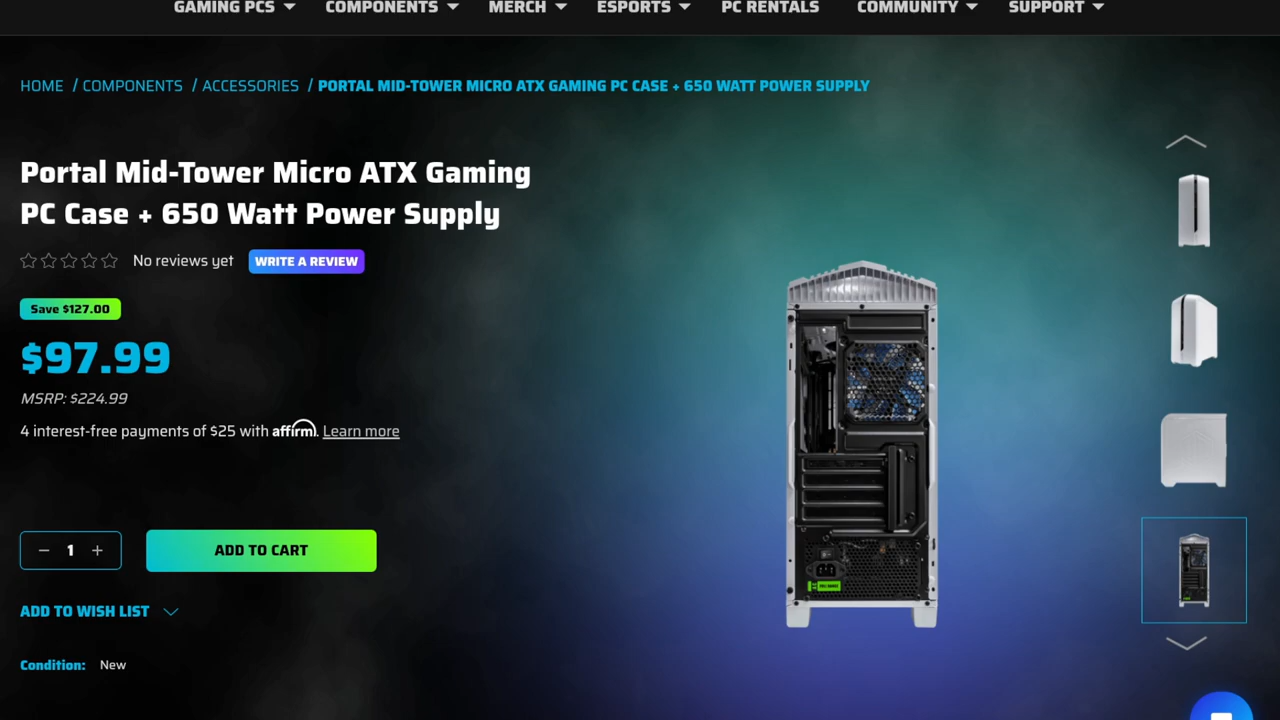 GAMING PCS COMPONENTS MERCH ESPORTS PC RENTALS COMMUNITY SUPPORT
HOME / COMPONENTS / ACCESSORIES / PORTAL MID-TOWER MICRO ATX GAMING PC CASE + 650 WATT POWER SUPPLY
Portal Mid-Tower Micro ATX Gaming
PC Case + 650 Watt Power Supply
No reviews yet WRITE A REVIEW
Save $127.00
$97.99
MSRP: $224.99
4 interest-free payments of $25 with affirm. Learn more
− 1 + ADD TO CART
ADD TO WISH LIST
Condition: New